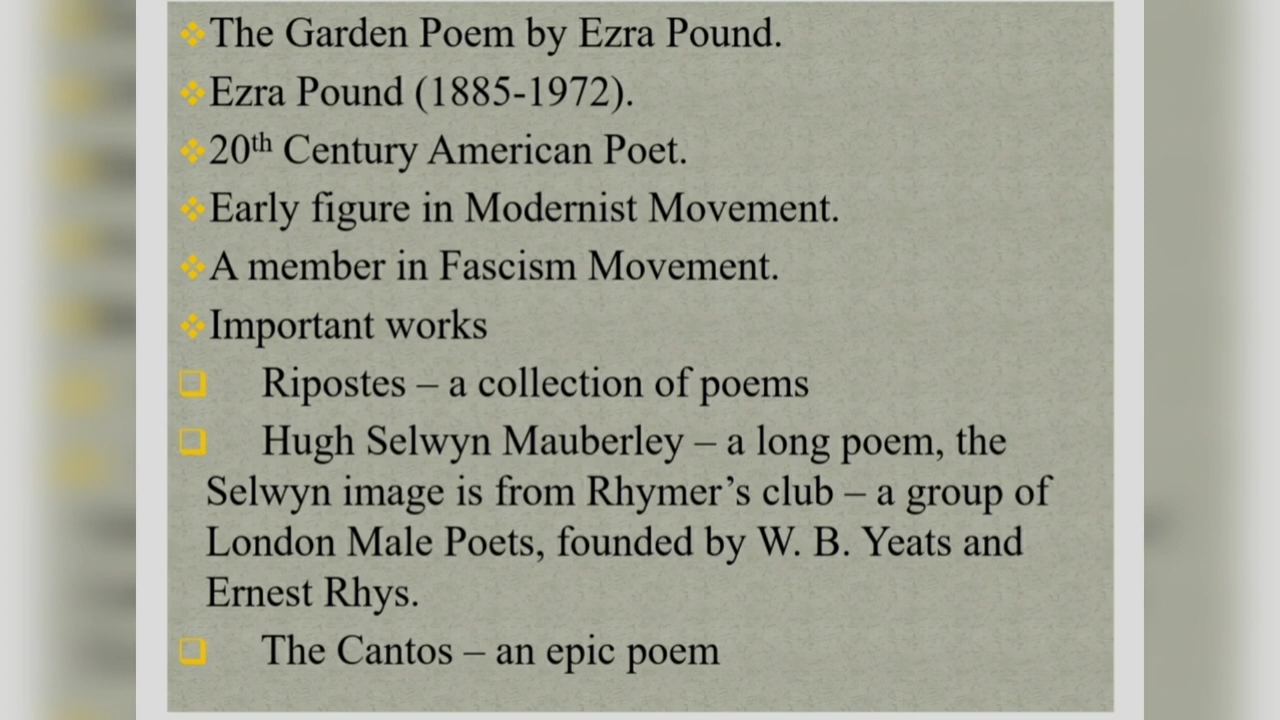 The Garden Poem by Ezra Pound.
Ezra Pound (1885-1972).
20th Century American Poet.
Early figure in Modernist Movement.
A member in Fascism Movement.
Important works
Ripostes – a collection of poems
Hugh Selwyn Mauberley – a long poem, the
Selwyn image is from Rhymer’s club – a group of
London Male Poets, founded by W. B. Yeats and
Ernest Rhys.
The Cantos – an epic poem